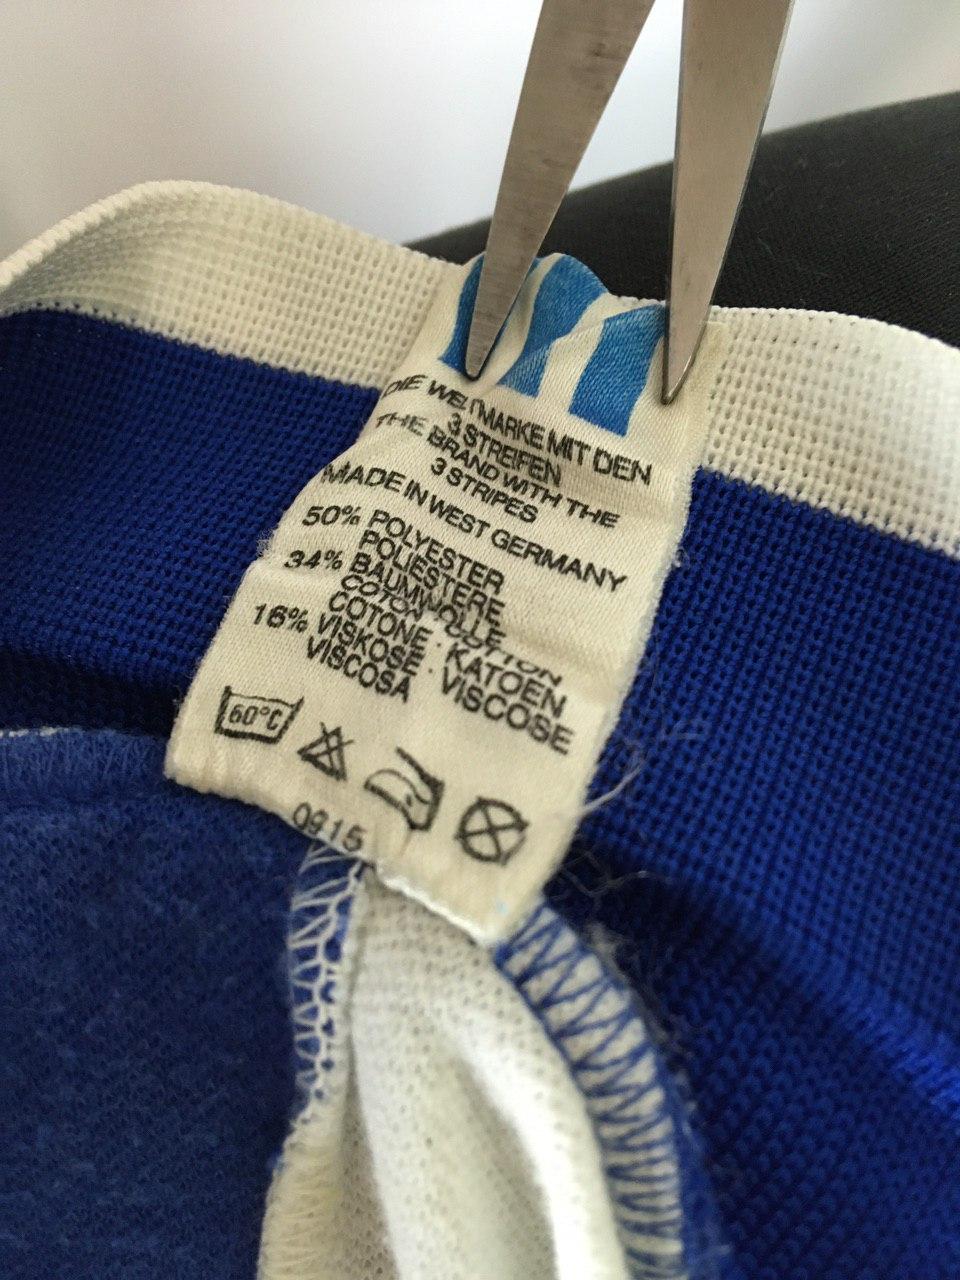 DIE WELTMARKE MIT DEN
3 STREIFEN
THE BRAND WITH THE
3 STRIPES
MADE IN WEST GERMANY
50% POLYESTER
POLIESTERE
34% BAUMWOLLE
COTON · COTTON
COTONE · KATOEN
16% VISKOSE · VISCOSE
VISCOSA
60°C
0915